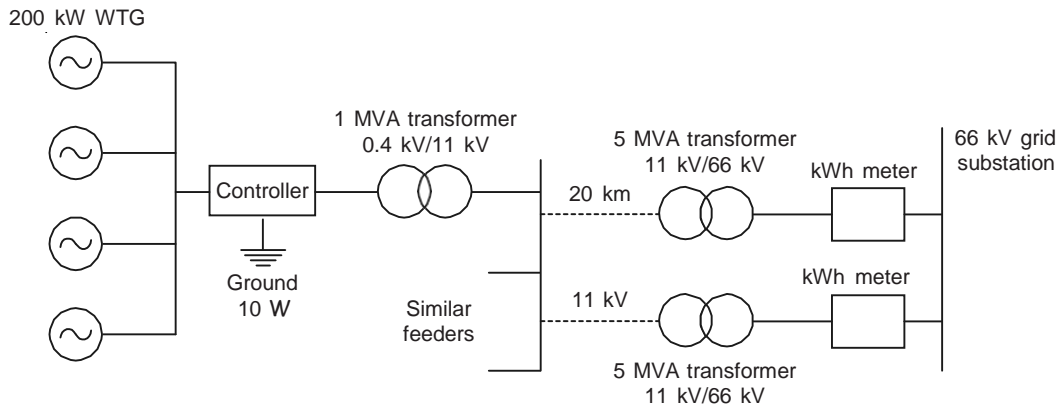 200 kW WTG
1 MVA transformer
0.4 kV/11 kV
Controller
Ground
10 W
20 km
5 MVA transformer
11 kV/66 kV
kWh meter
66 kV grid
substation
Similar
feeders
11 kV
kWh meter
5 MVA transformer
11 kV/66 kV